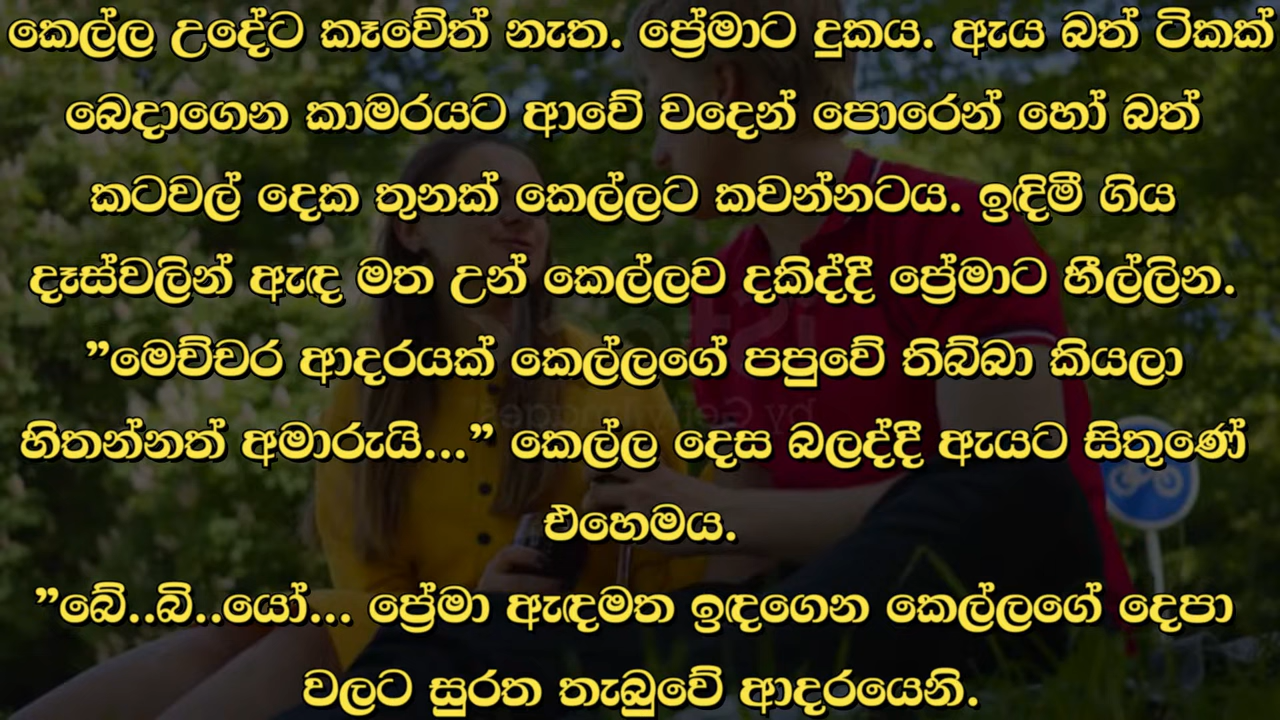 කෙල්ල උදේට කෑවේත් නැත. ප්‍රේමාට දුකය. ඇය බත් ටිකක්
බෙදාගෙන කාමරයට ආවේ වදෙන් පොරෙන් හෝ බත්
කටවල් දෙක තුනක් කෙල්ලට කවන්නටය. ඉඳිමී ගිය
දෑස්වලින් ඇඳ මත උන් කෙල්ලව දකිද්දී ප්‍රේමාට හීල්ලින.
”මෙච්චර ආදරයක් කෙල්ලගේ පපුවේ තිබ්බා කියලා
හිතන්නත් අමාරුයි...” කෙල්ල දෙස බලද්දී ඇයට සිතුණේ
එහෙමය.
”බේ..බි..යෝ... ප්‍රේමා ඇඳමත ඉඳගෙන කෙල්ලගේ දෙපා
වලට සුරත තැබුවේ ආදරයෙනි.